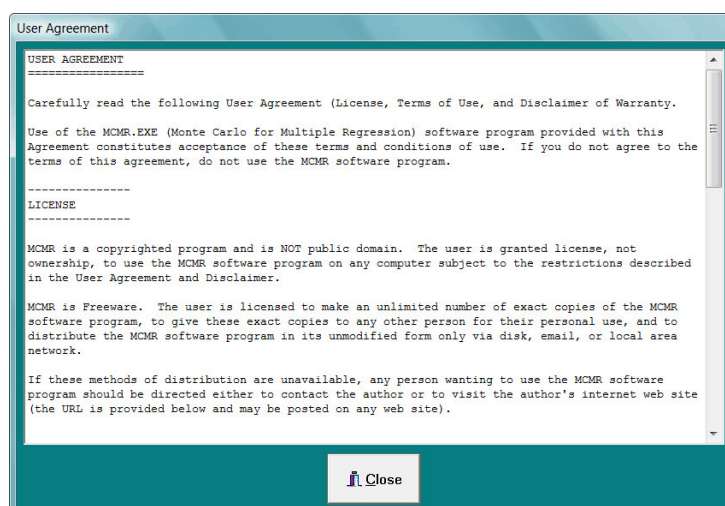 User Agreement
USER AGREEMENT
=================
Carefully read the following User Agreement (License, Terms of Use, and Disclaimer of Warranty.
Use of the MCMR.EXE (Monte Carlo for Multiple Regression) software program provided with this
Agreement constitutes acceptance of these terms and conditions of use.  If you do not agree to the
terms of this agreement, do not use the MCMR software program.
---------------
LICENSE
---------------
MCMR is a copyrighted program and is NOT public domain.  The user is granted license, not
ownership, to use the MCMR software program on any computer subject to the restrictions described
in the User Agreement and Disclaimer.
MCMR is Freeware.  The user is licensed to make an unlimited number of exact copies of the MCMR
software program, to give these exact copies to any other person for their personal use, and to
distribute the MCMR software program in its unmodified form only via disk, email, or local area
network.
If these methods of distribution are unavailable, any person wanting to use the MCMR software
program should be directed either to contact the author or to visit the author's internet web site
(the URL is provided below and may be posted on any web site).
Close